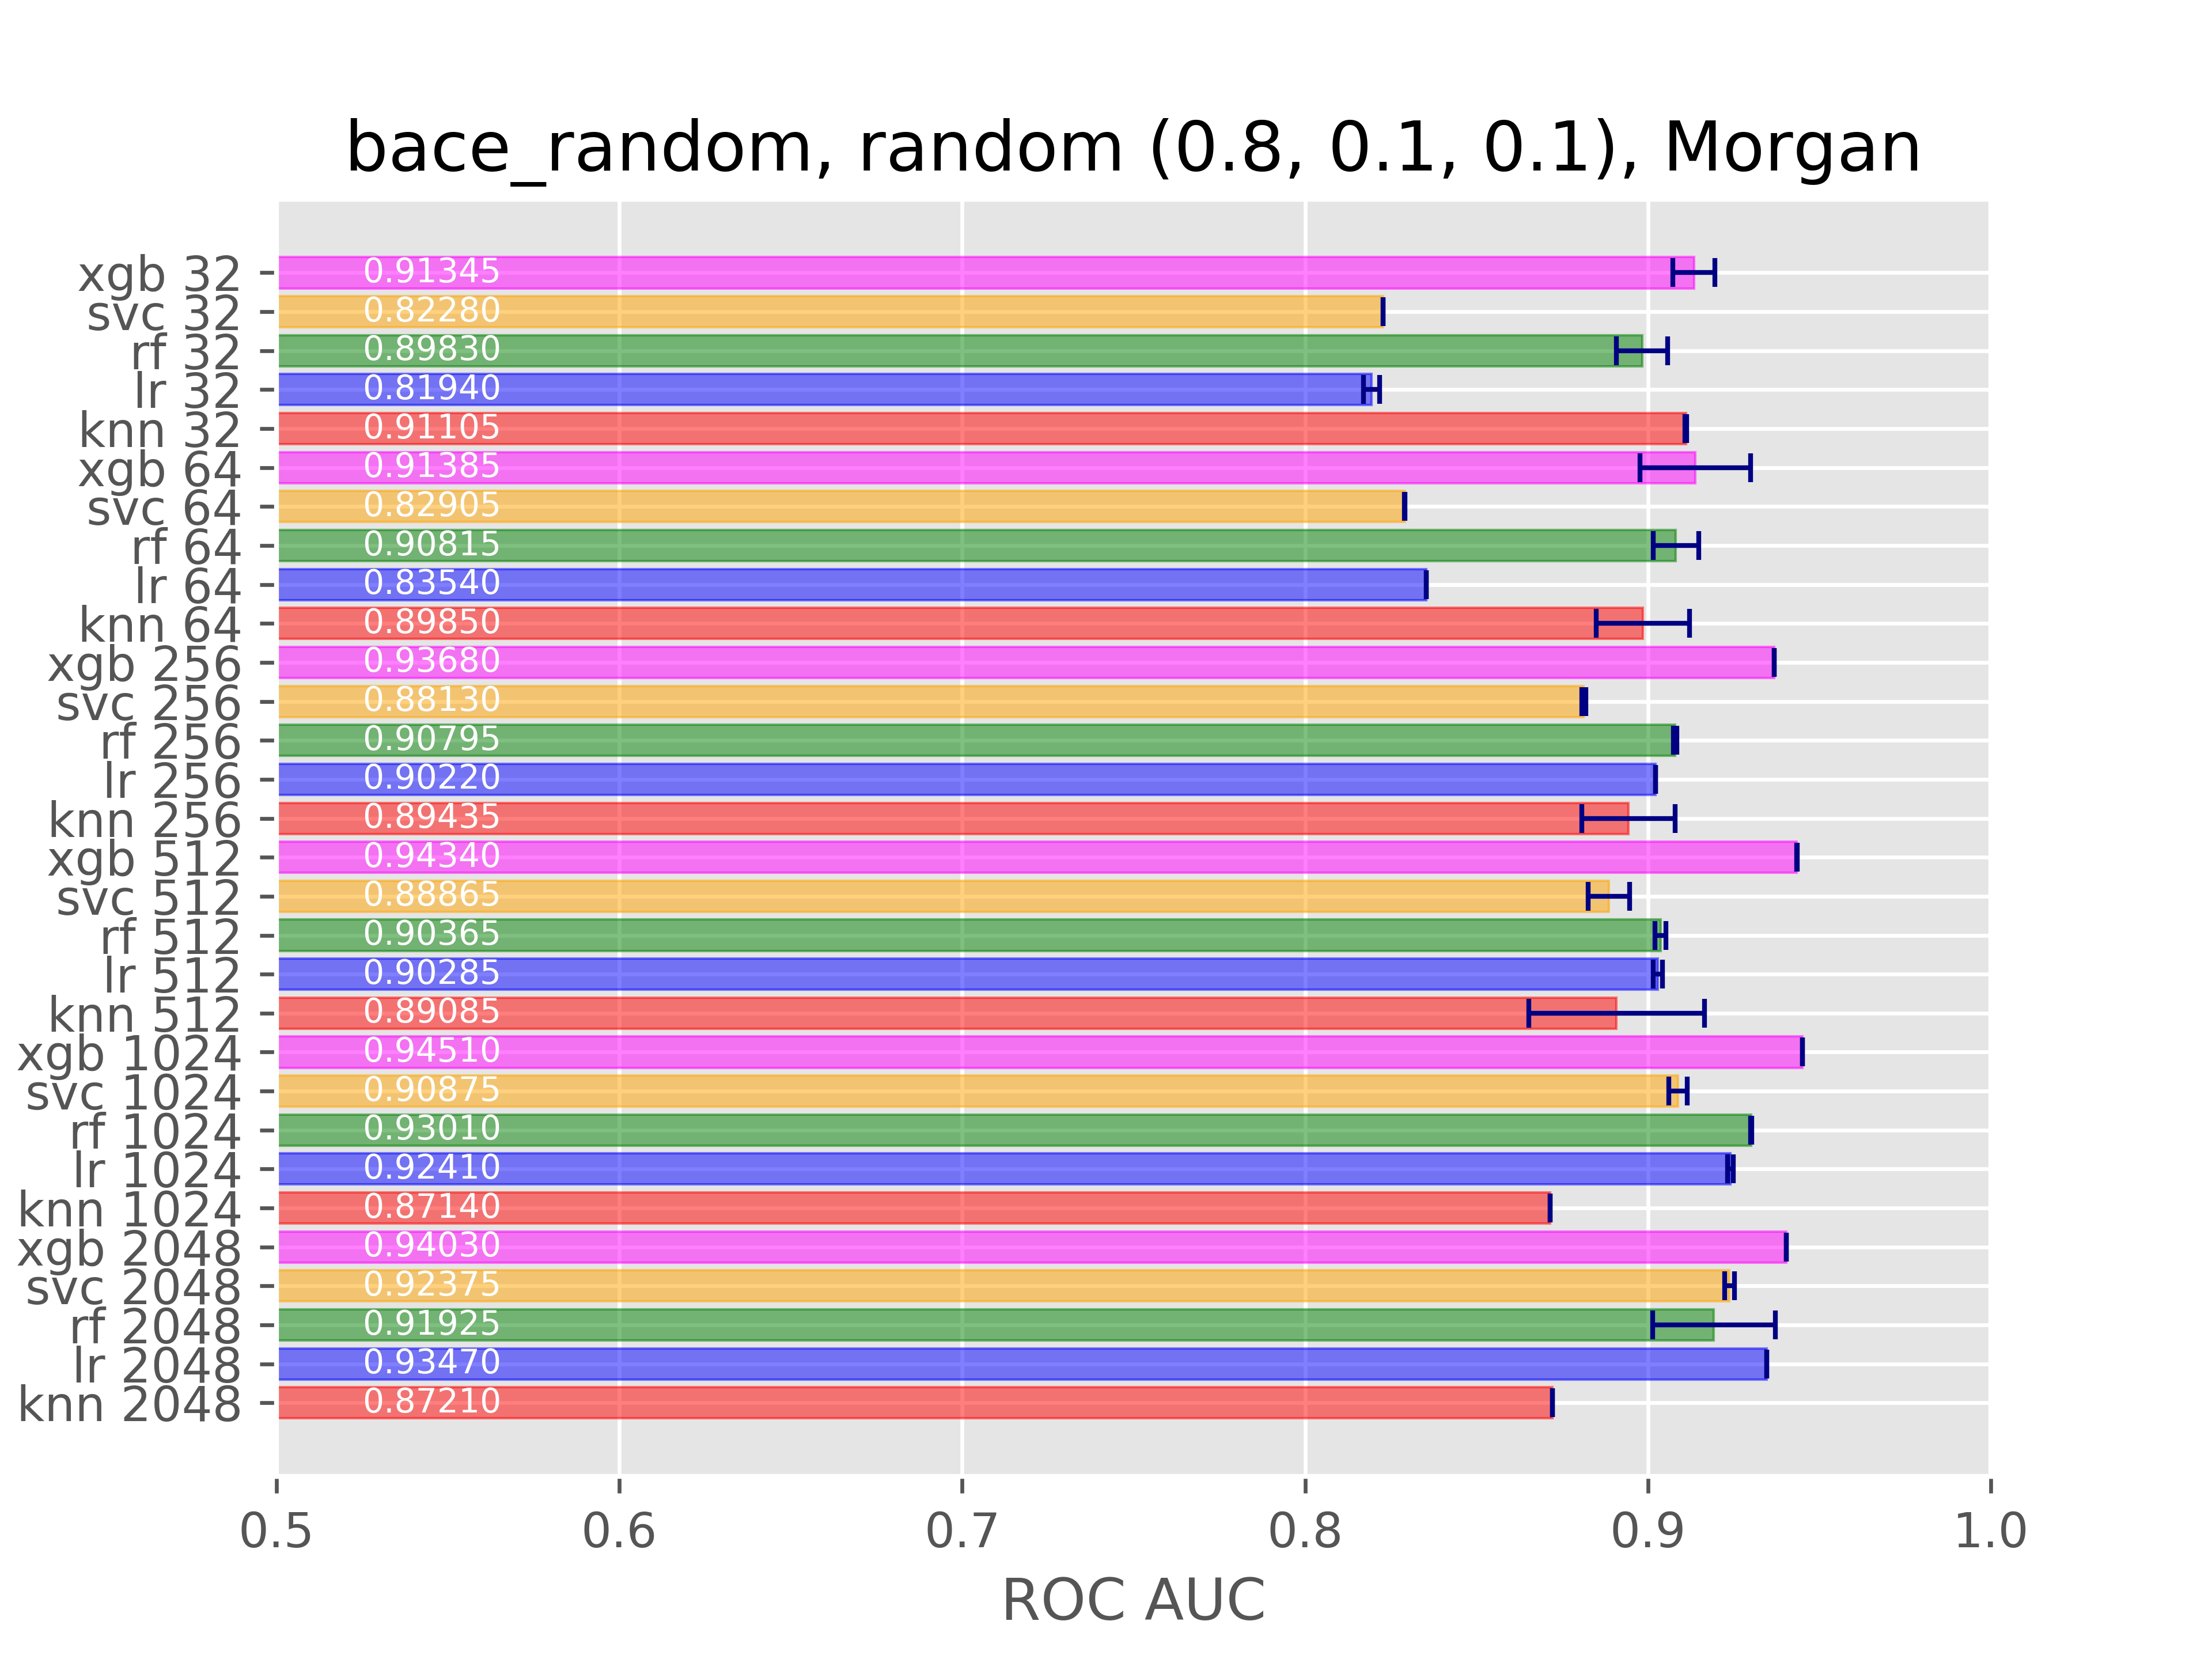 bace_random, random (0.8, 0.1, 0.1), Morgan
xgb 32 0.91345
svc 32 0.82280
rf 32 0.89830
lr 32 0.81940
knn 32 0.91105
xgb 64 0.91385
svc 64 0.82905
rf 64 0.90815
lr 64 0.83540
knn 64 0.89850
xgb 256 0.93680
svc 256 0.88130
rf 256 0.90795
lr 256 0.90220
knn 256 0.89435
xgb 512 0.94340
svc 512 0.88865
rf 512 0.90365
lr 512 0.90285
knn 512 0.89085
xgb 1024 0.94510
svc 1024 0.90875
rf 1024 0.93010
lr 1024 0.92410
knn 1024 0.87140
xgb 2048 0.94030
svc 2048 0.92375
rf 2048 0.91925
lr 2048 0.93470
knn 2048 0.87210
0.5 0.6 0.7 0.8 0.9 1.0
ROC AUC